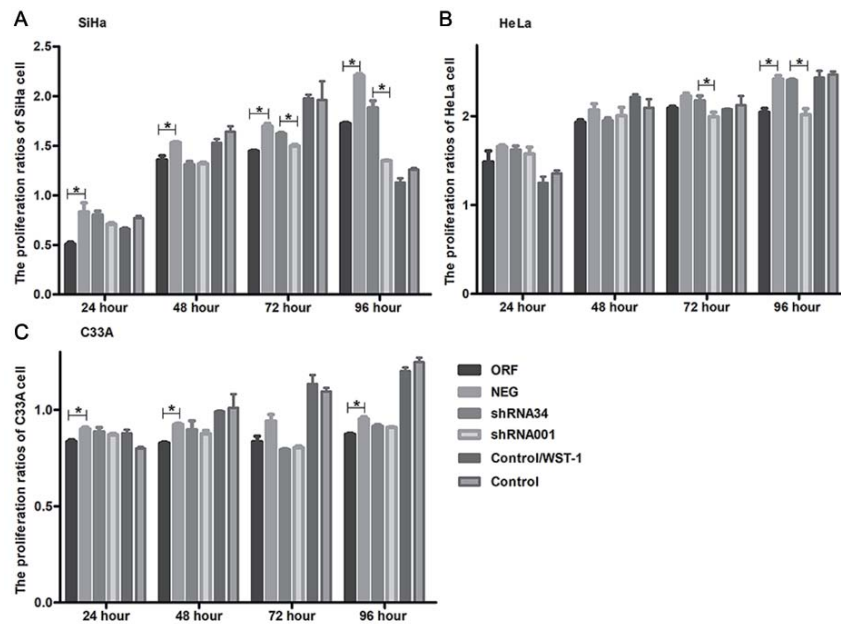 A
SiHa
The proliferation ratios of SiHa cell
2.5
2.0
1.5
1.0
0.5
0.0
*
*
*
*
*
*
24 hour
48 hour
72 hour
96 hour
B
HeLa
The proliferation ratios of HeLa cell
2
1
0
*
*
*
24 hour
48 hour
72 hour
96 hour
C
C33A
The proliferation ratios of C33A cell
1.0
0.5
0.0
*
*
*
24 hour
48 hour
72 hour
96 hour
ORF
NEG
shRNA34
shRNA001
Control/WST-1
Control